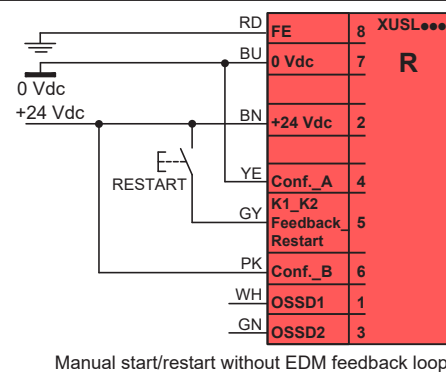 RD FE 8 XUSL●●●
BU 0 Vdc 7 R
0 Vdc
+24 Vdc BN +24 Vdc 2
RESTART YE Conf._A 4
GY K1_K2
Feedback_ 5
Restart
PK Conf._B 6
WH OSSD1 1
GN OSSD2 3
Manual start/restart without EDM feedback loop